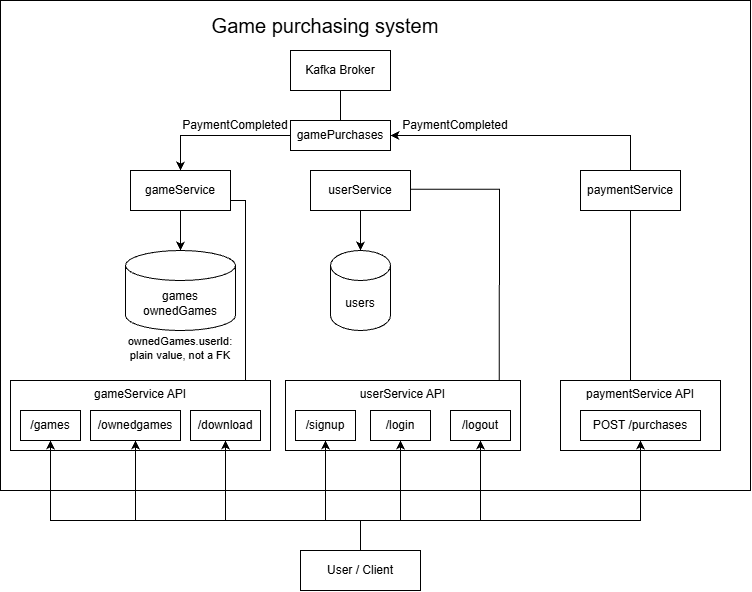 Game purchasing system
Kafka Broker
PaymentCompleted
gamePurchases
PaymentCompleted
gameService
userService
paymentService
games
ownedGames
users
ownedGames.userId:
plain value, not a FK
gameService API
/games
/ownedgames
/download
userService API
/signup
/login
/logout
paymentService API
POST /purchases
User / Client